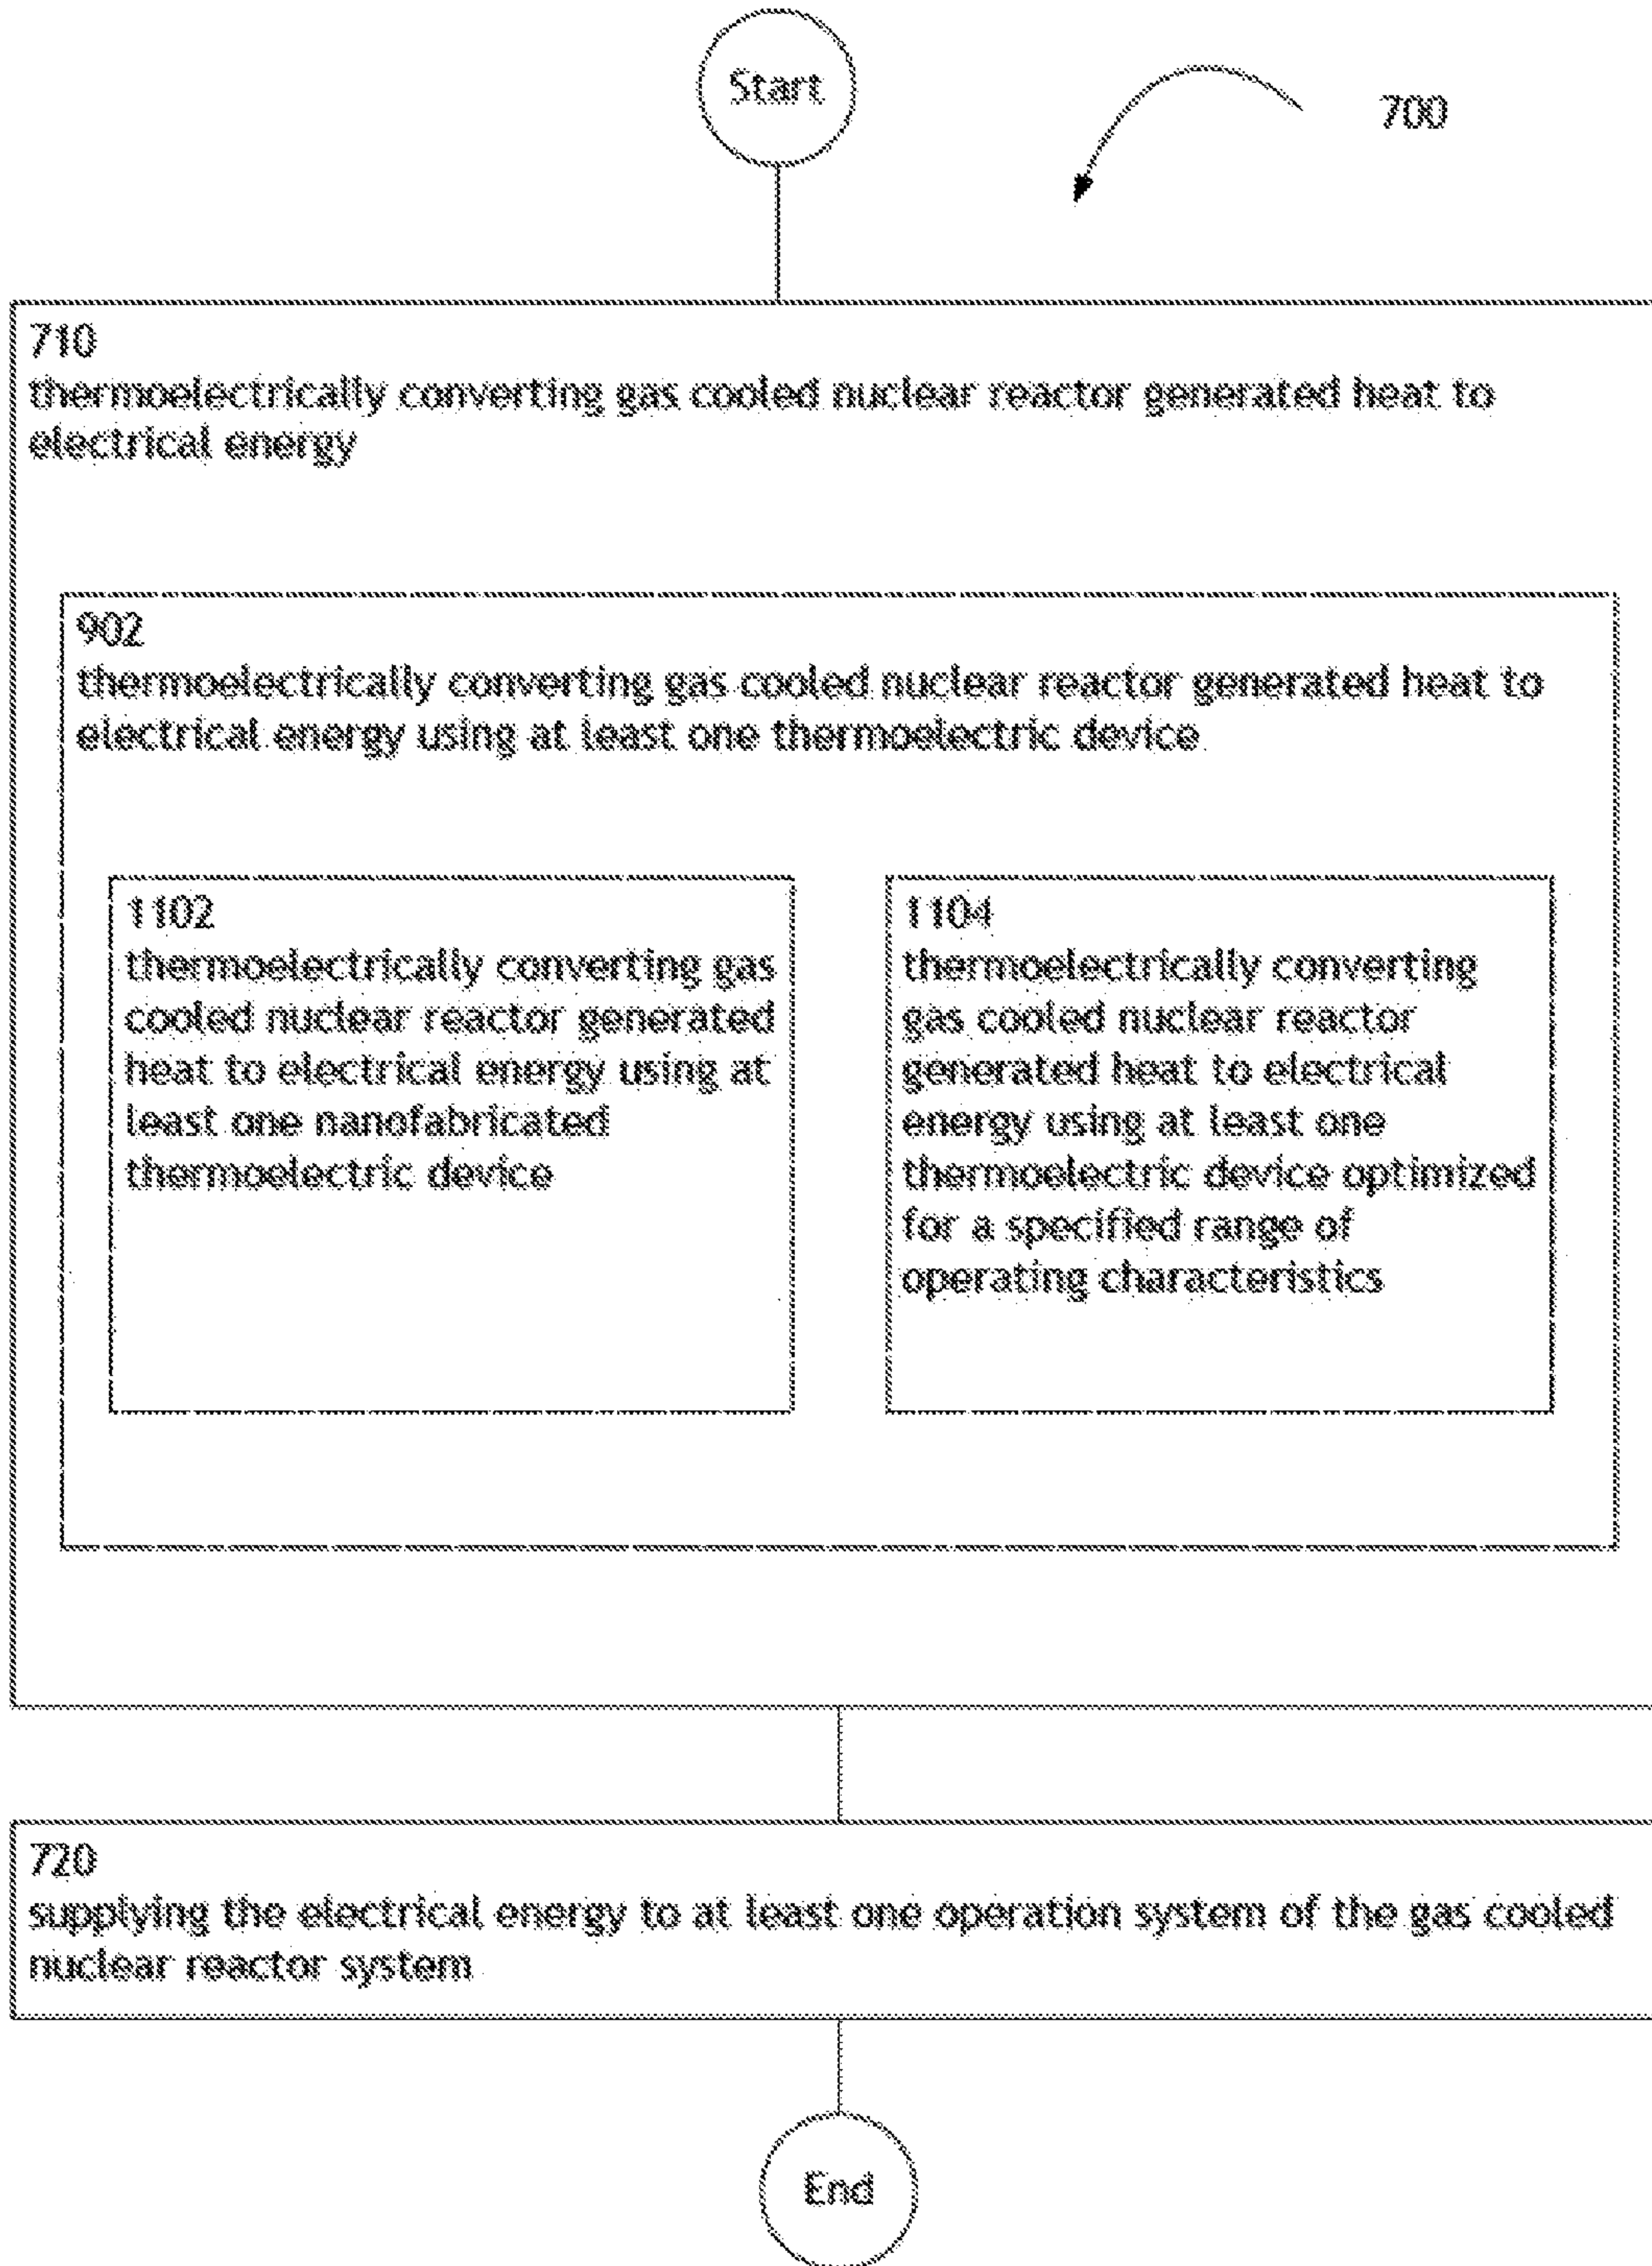 Start
700
710
thermoelectrically converting gas cooled nuclear reactor generated heat to
electrical energy
902
thermoelectrically converting gas cooled nuclear reactor generated heat to
electrical energy using at least one thermoelectric device
1102
thermoelectrically converting gas
cooled nuclear reactor generated
heat to electrical energy using at
least one nanofabricated
thermoelectric device
1104
thermoelectrically converting
gas cooled nuclear reactor
generated heat to electrical
energy using at least one
thermoelectric device optimized
for a specified range of
operating characteristics
720
supplying the electrical energy to at least one operation system of the gas cooled
nuclear reactor system
End